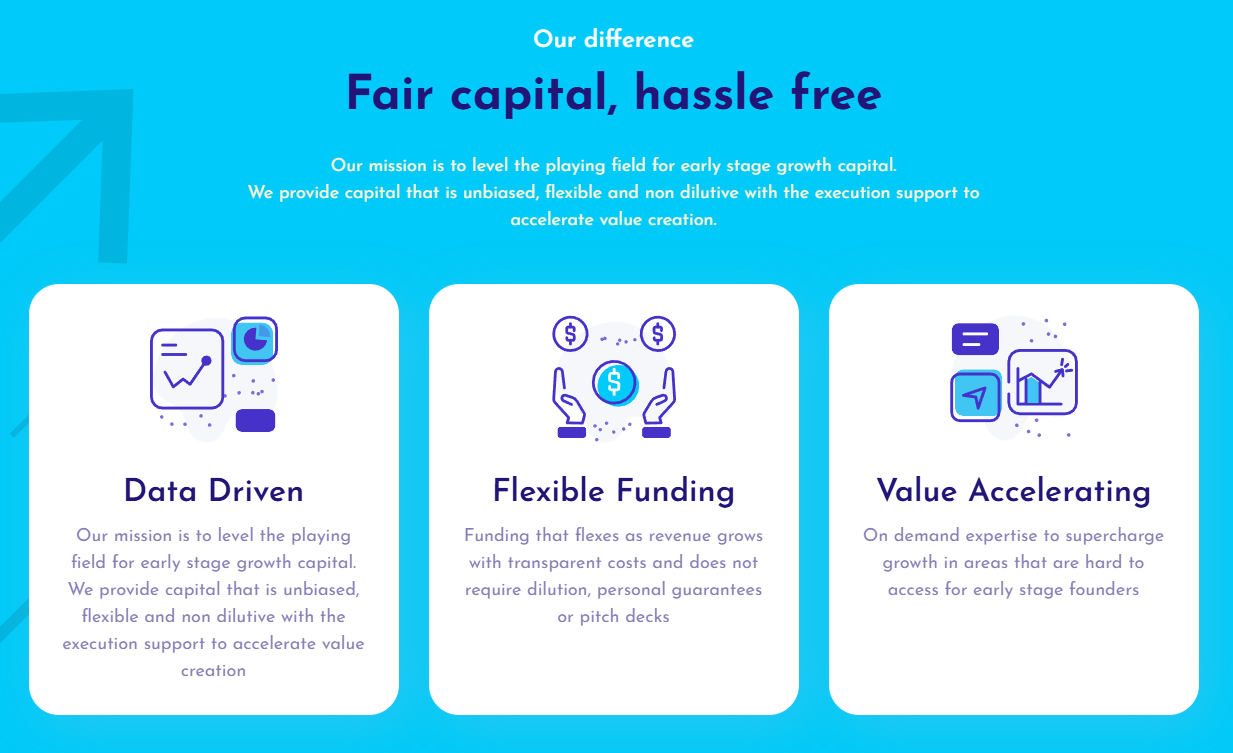 Our difference
Fair capital, hassle free
Our mission is to level the playing field for early stage growth capital.
We provide capital that is unbiased, flexible and non dilutive with the execution support to
accelerate value creation.
$
$
$
Data Driven
Our mission is to level the playing
field for early stage growth capital.
We provide capital that is unbiased,
flexible and non dilutive with the
execution support to accelerate value
creation
Flexible Funding
Funding that flexes as revenue grows
with transparent costs and does not
require dilution, personal guarantees
or pitch decks
Value Accelerating
On demand expertise to supercharge
growth in areas that are hard to
access for early stage founders